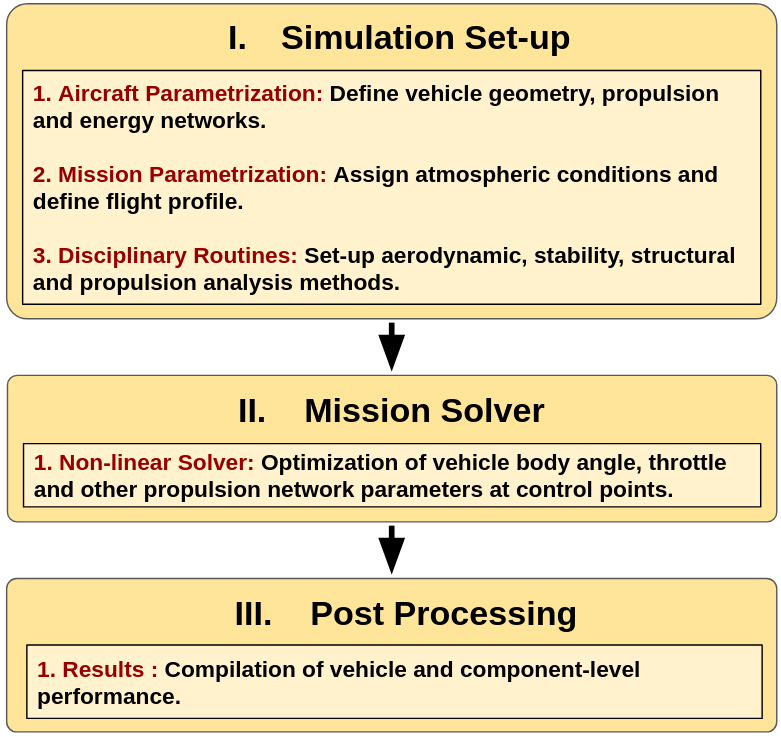 I. Simulation Set-up
1. Aircraft Parametrization: Define vehicle geometry, propulsion
and energy networks.
2. Mission Parametrization: Assign atmospheric conditions and
define flight profile.
3. Disciplinary Routines: Set-up aerodynamic, stability, structural
and propulsion analysis methods.
II. Mission Solver
1. Non-linear Solver: Optimization of vehicle body angle, throttle
and other propulsion network parameters at control points.
III. Post Processing
1. Results : Compilation of vehicle and component-level
performance.